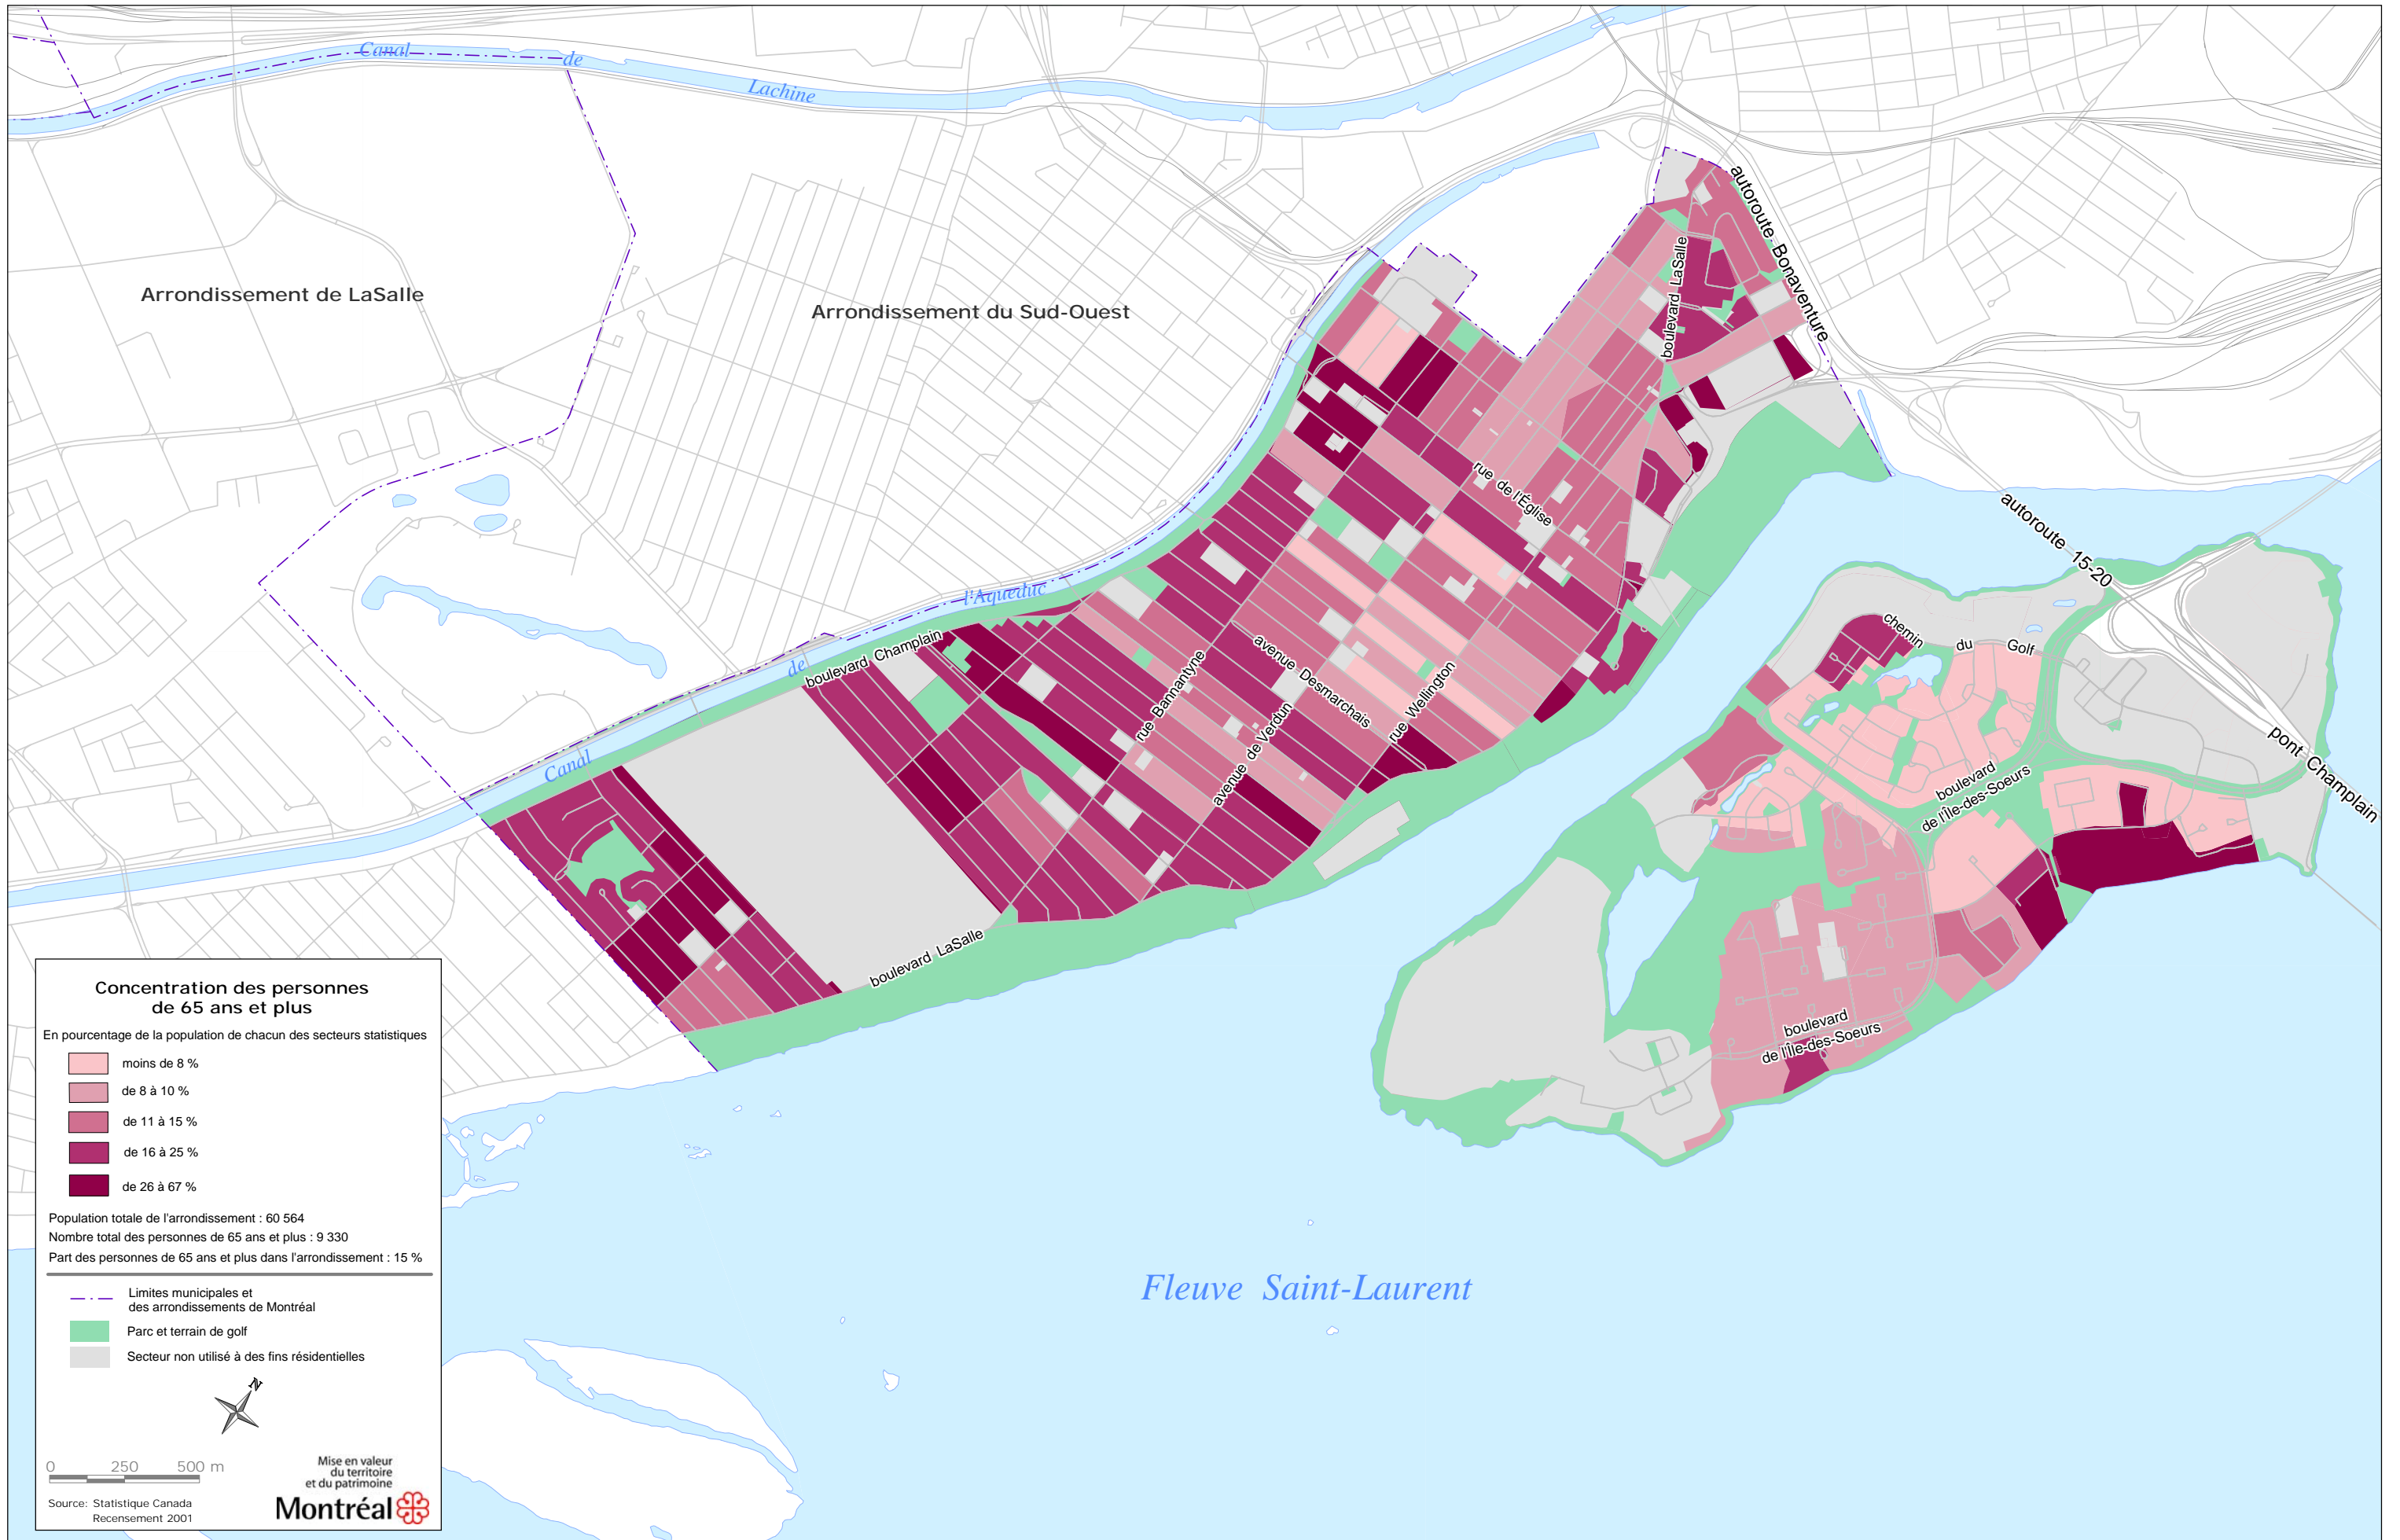 Canal
de
Lachine
Arrondissement de LaSalle
Arrondissement du Sud-Ouest
autoroute Bonaventure
boulevard LaSalle
rue de l'Église
autoroute 15-20
l'Aqueduc
de
Canal
boulevard Champlain
rue Bannantyne
avenue Desmarchais
avenue de Verdun
rue Wellington
chemin du Golf
boulevard
de l'Île-des-Soeurs
pont Champlain
boulevard LaSalle
boulevard
de l'Île-des-Soeurs
Fleuve Saint-Laurent
Concentration des personnes
de 65 ans et plus
En pourcentage de la population de chacun des secteurs statistiques
moins de 8 %
de 8 à 10 %
de 11 à 15 %
de 16 à 25 %
de 26 à 67 %
Population totale de l'arrondissement : 60 564
Nombre total des personnes de 65 ans et plus : 9 330
Part des personnes de 65 ans et plus dans l'arrondissement : 15 %
Limites municipales et
des arrondissements de Montréal
Parc et terrain de golf
Secteur non utilisé à des fins résidentielles
N
0 250 500 m
Source: Statistique Canada
Recensement 2001
Mise en valeur
du territoire
et du patrimoine
Montréal